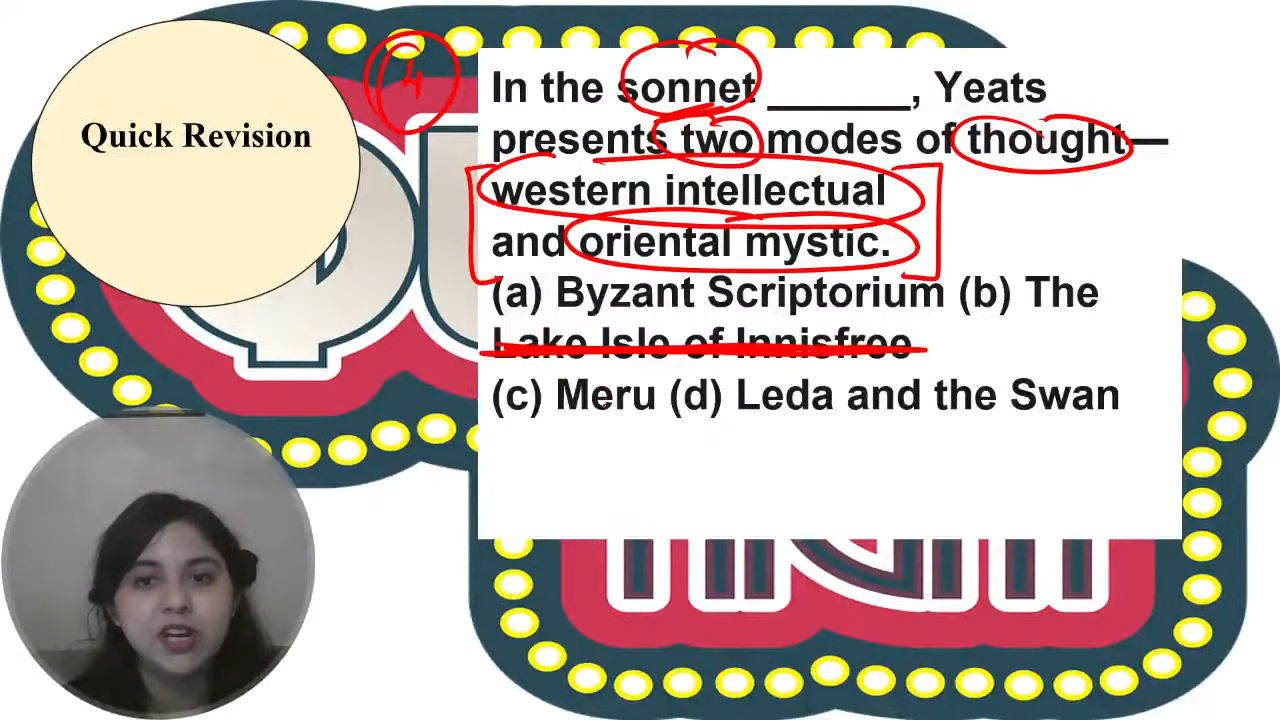 Quick Revision
4
In the sonnet ______, Yeats
presents two modes of thought—
western intellectual
and oriental mystic.
(a) Byzant Scriptorium (b) The
Lake Isle of Innisfree
(c) Meru (d) Leda and the Swan